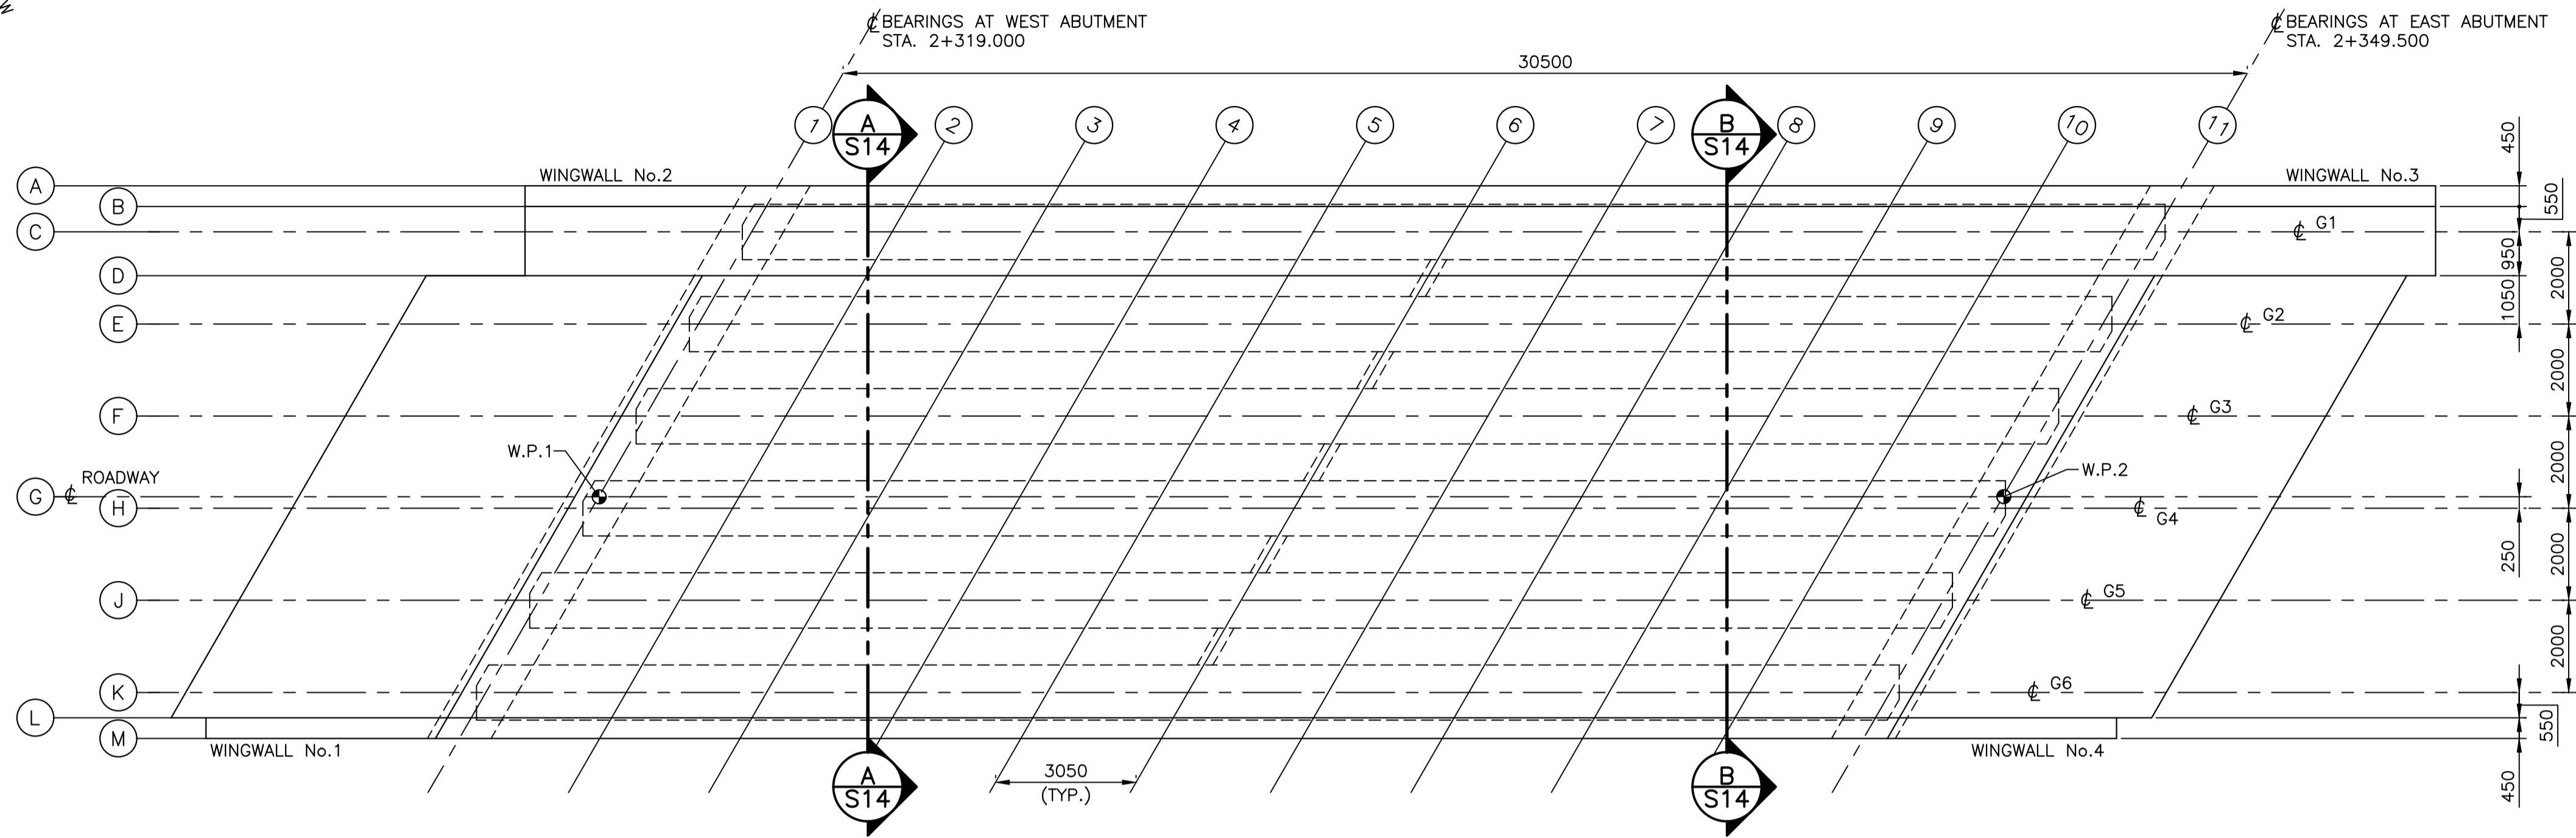 ℄ BEARINGS AT WEST ABUTMENT
STA. 2+319.000
℄ BEARINGS AT EAST ABUTMENT
STA. 2+349.500
30500
1
A
S14
2
3
4
5
6
7
B
S14
8
9
10
11
450
A
WINGWALL No.2
WINGWALL No.3
B
550
C
℄ G1
950
2000
D
1050
E
℄ G2
2000
F
℄ G3
W.P.1
2000
W.P.2
ROADWAY
G ℄
H
℄ G4
250
2000
J
℄ G5
2000
K
℄ G6
L
550
M
WINGWALL No.1
WINGWALL No.4
A
S14
3050
(TYP.)
B
S14
450